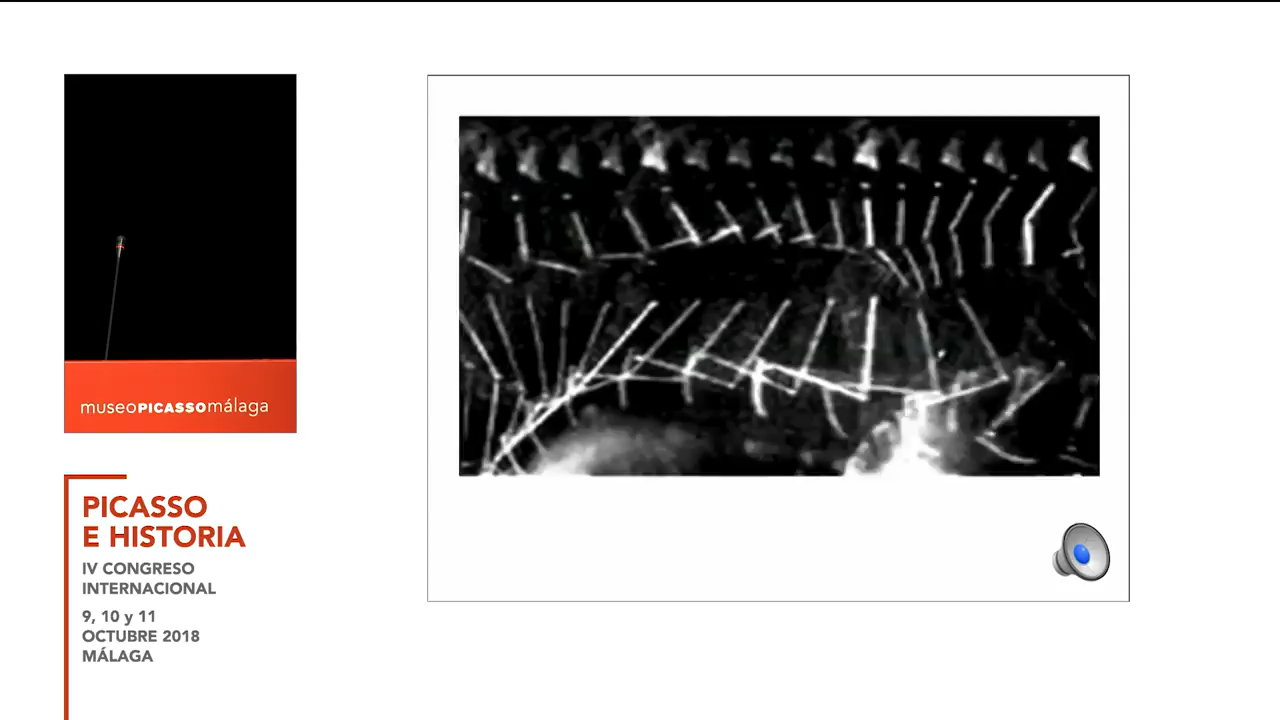 museoPICASSOmálaga
PICASSO
E HISTORIA
IV CONGRESO
INTERNACIONAL
9, 10 y 11
OCTUBRE 2018
MÁLAGA